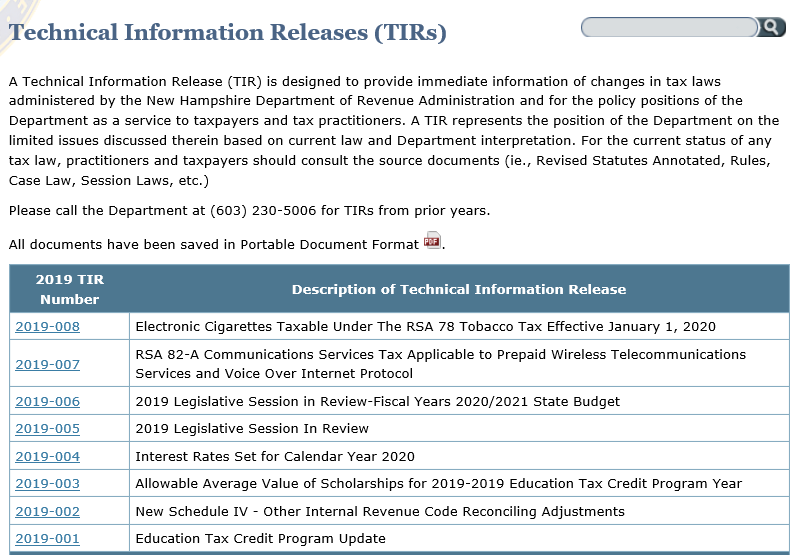 Technical Information Releases (TIRs)
A Technical Information Release (TIR) is designed to provide immediate information of changes in tax laws
administered by the New Hampshire Department of Revenue Administration and for the policy positions of the
Department as a service to taxpayers and tax practitioners. A TIR represents the position of the Department on the
limited issues discussed therein based on current law and Department interpretation. For the current status of any
tax law, practitioners and taxpayers should consult the source documents (ie., Revised Statutes Annotated, Rules,
Case Law, Session Laws, etc.)
Please call the Department at (603) 230-5006 for TIRs from prior years.
All documents have been saved in Portable Document Format PDF.
2019 TIR
Number
Description of Technical Information Release
2019-008 Electronic Cigarettes Taxable Under The RSA 78 Tobacco Tax Effective January 1, 2020
2019-007 RSA 82-A Communications Services Tax Applicable to Prepaid Wireless Telecommunications
Services and Voice Over Internet Protocol
2019-006 2019 Legislative Session in Review-Fiscal Years 2020/2021 State Budget
2019-005 2019 Legislative Session In Review
2019-004 Interest Rates Set for Calendar Year 2020
2019-003 Allowable Average Value of Scholarships for 2019-2019 Education Tax Credit Program Year
2019-002 New Schedule IV - Other Internal Revenue Code Reconciling Adjustments
2019-001 Education Tax Credit Program Update